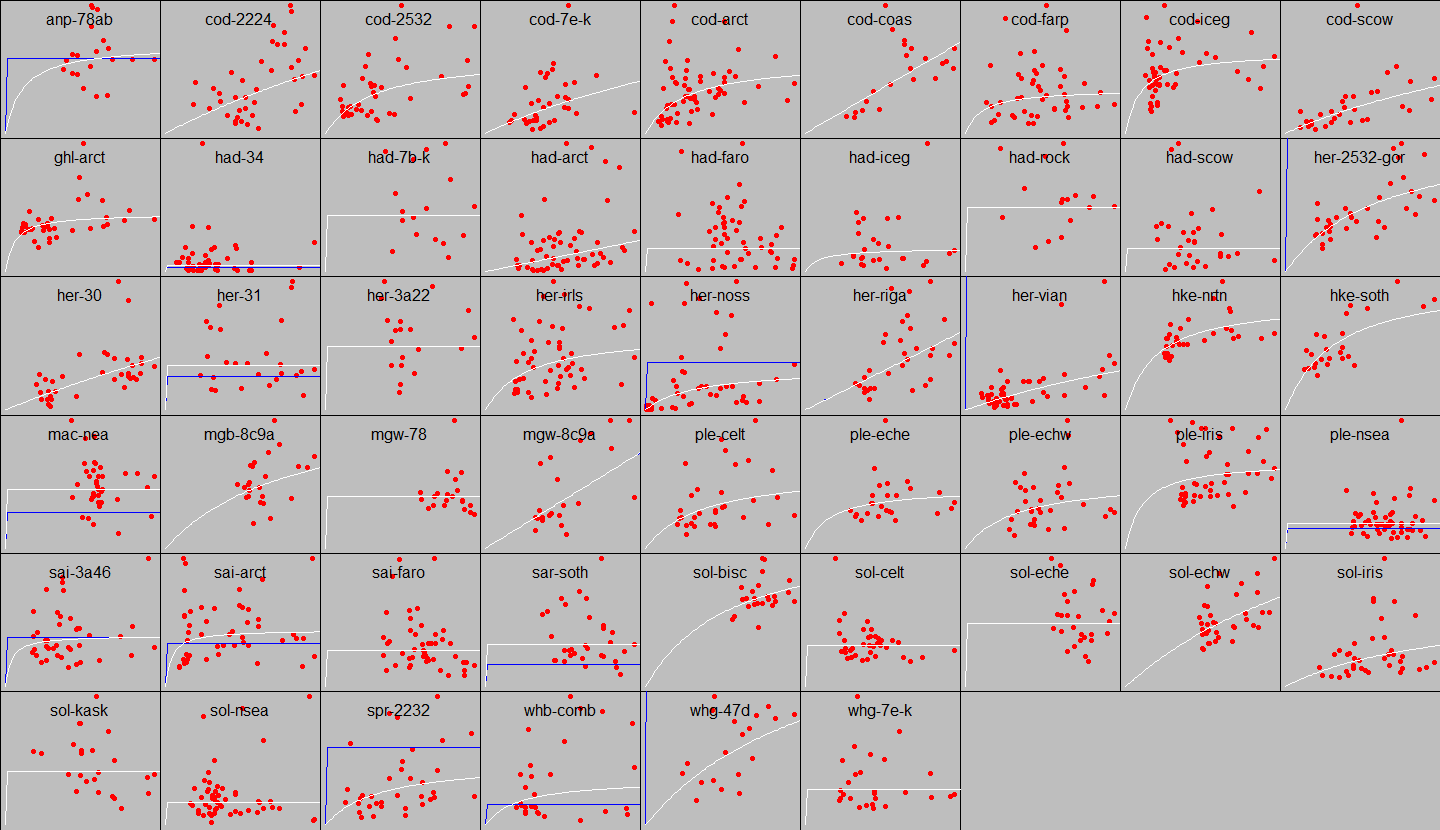 anp-78ab cod-2224 cod-2532 cod-7e-k cod-arct cod-coas cod-farp cod-iceg cod-scow
ghl-arct had-34 had-7b-k had-arct had-faro had-iceg had-rock had-scow her-2532-gor
her-30 her-31 her-3a22 her-irls her-noss her-riga her-vian hke-nrtn hke-soth
mac-nea mgb-8c9a mgw-78 mgw-8c9a ple-celt ple-eche ple-echw ple-iris ple-nsea
sai-3a46 sai-arct sai-faro sar-soth sol-bisc sol-celt sol-eche sol-echw sol-iris
sol-kask sol-nsea spr-2232 whb-comb whg-47d whg-7e-k